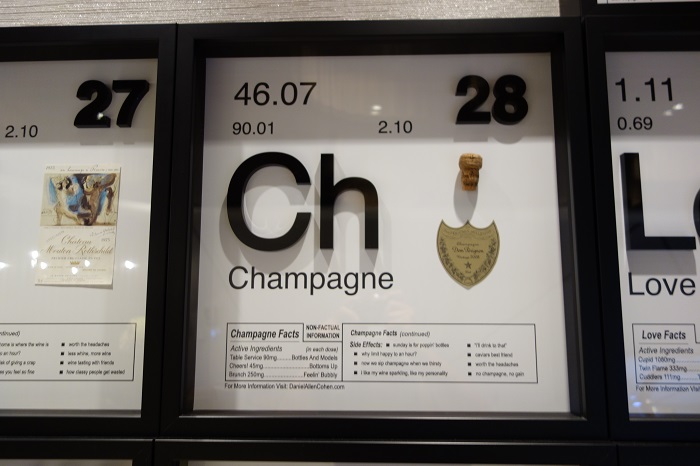 27
2.10
Chateau
Mouton Rothschild
ontinued)
worth the headaches
less whine, more wine
wine tasting with friends
how classy people get wasted
46.07
28
90.01
2.10
Ch
Champagne
Champagne Facts
NON-FACTUAL
INFORMATION
Active Ingredients (in each dose)
Table Service 90mg Bottles And Models
Cheers! 45mg Bottoms Up
Brunch 250mg Feelin' Bubbly
Champagne Facts (continued)
Side Effects: ■ sunday is for poppin' bottles
■ why limit happy to an hour?
■ now we sip champagne when we thirsty
■ I like my wine sparkling, like my personality
■ "I'll drink to that"
■ caviars best friend
■ worth the headaches
■ no champagne, no gain
For More Information Visit: DanielAllenCohen.com
1.11
0.69
L
Love
Love Facts
Active Ingredients
Cupid 1080mg
Twin Flame 333mg
Cuddlers 111mg
For More Information Visit